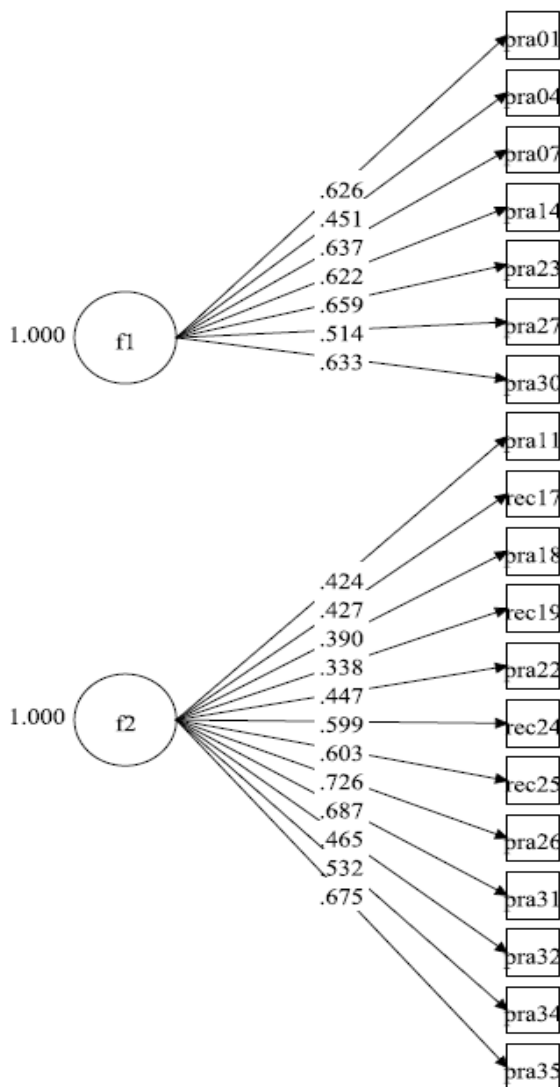 pra01
pra04
pra07
.626
pra14
.451
.637
.622
pra23
.659
1.000
f1
.514
pra27
.633
pra30
pra11
rec17
pra18
.424
rec19
.427
.390
.338
pra22
.447
1.000
f2
.599
rec24
.603
rec25
.726
.687
pra26
.465
.532
pra31
.675
pra32
pra34
pra35